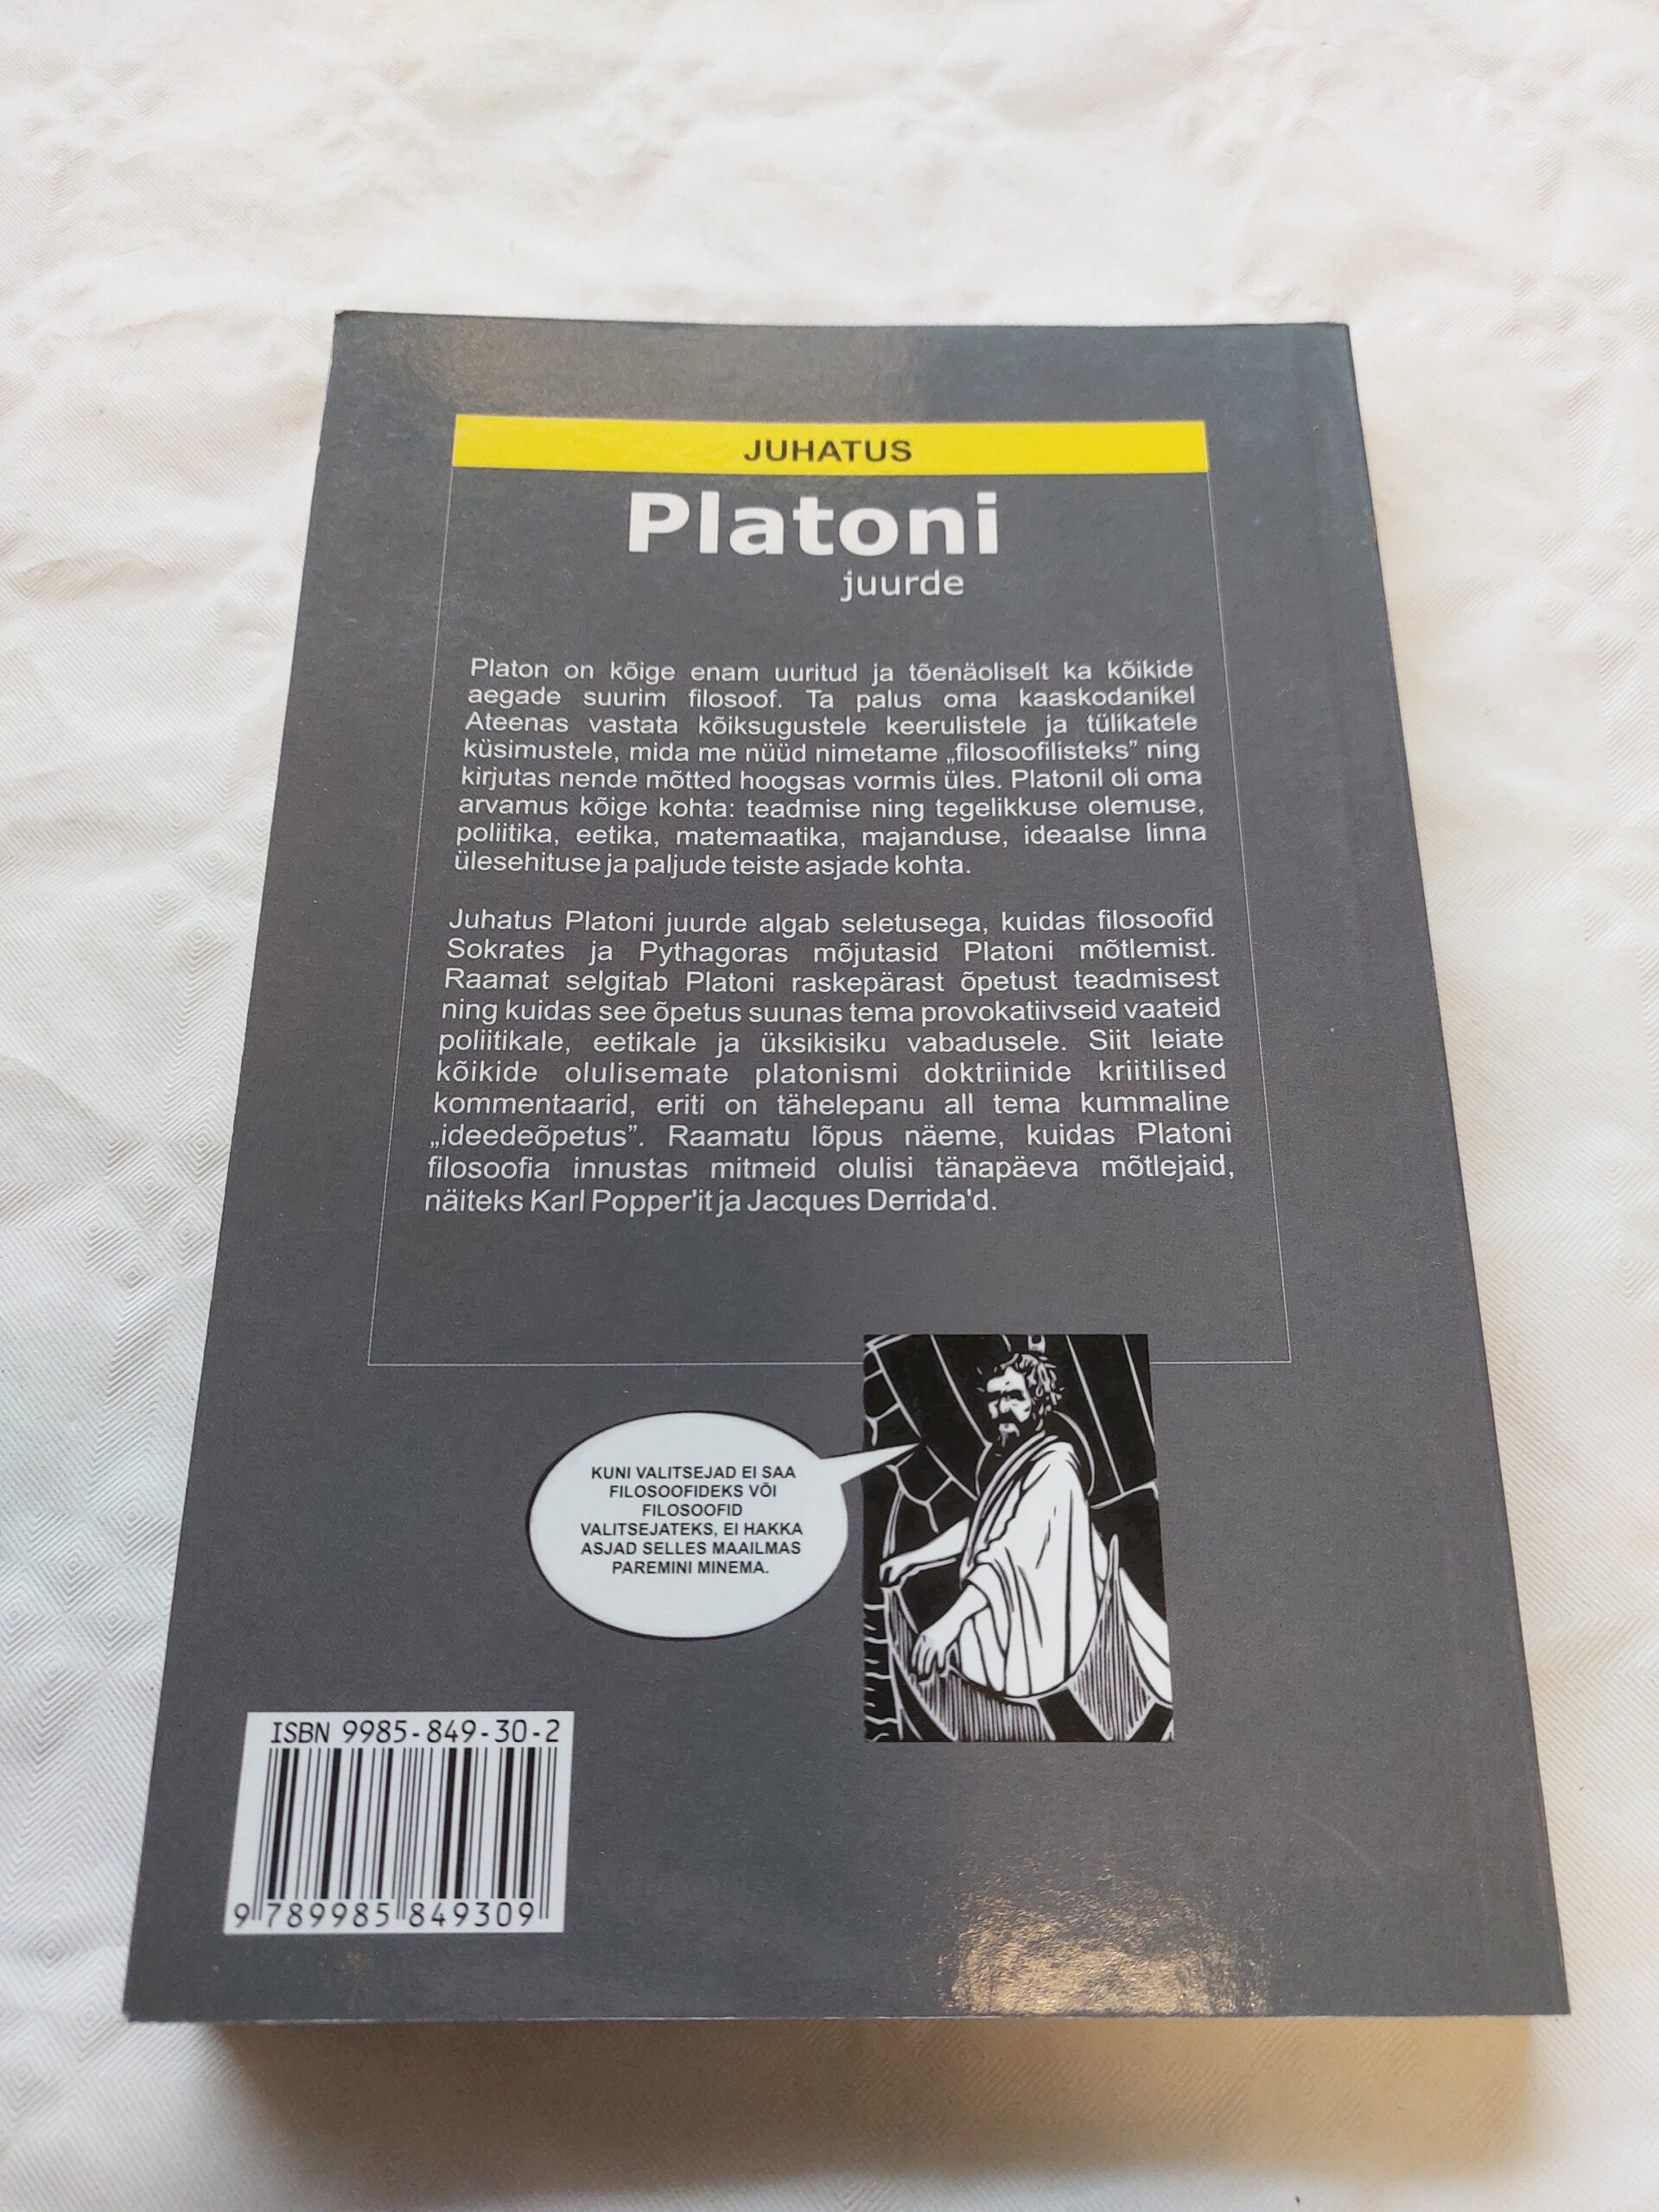 JUHATUS
Platoni
juurde
Platon on kõige enam uuritud ja tõenäoliselt ka kõikide
aegade suurim filosoof. Ta palus oma kaaskodanikel
Ateenas vastata kõiksugustele keerulistele ja tülikatele
küsimustele, mida me nüüd nimetame „filosoofilisteks” ning
kirjutas nende mõtted hoogsas vormis üles. Platonil oli oma
arvamus kõige kohta: teadmise ning tegelikkuse olemuse,
poliitika, eetika, matemaatika, majanduse, ideaalse linna
ülesehituse ja paljude teiste asjade kohta.
Juhatus Platoni juurde algab seletusega, kuidas filosoofid
Sokrates ja Pythagoras mõjutasid Platoni mõtlemist.
Raamat selgitab Platoni raskepärast õpetust teadmisest
ning kuidas see õpetus suunas tema provokatiivseid vaateid
poliitikale, eetikale ja üksikisiku vabadusele. Siit leiate
kõikide olulisemate platonismi doktriinide kriitilised
kommentaarid, eriti on tähelepanu all tema kummaline
„ideedeõpetus”. Raamatu lõpus näeme, kuidas Platoni
filosoofia innustas mitmeid olulisi tänapäeva mõtlejaid,
näiteks Karl Popper'it ja Jacques Derrida'd.
KUNI VALITSEJAD EI SAA
FILOSOOFIDEKS VÕI
FILOSOOFID
VALITSEJATEKS, EI HAKKA
ASJAD SELLES MAAILMAS
PAREMINI MINEMA.
ISBN 9985-849-30-2
9 789985 849309